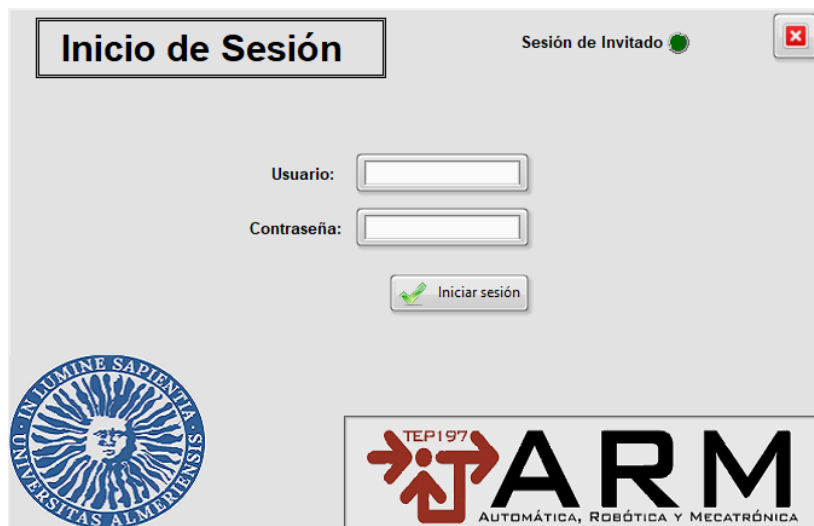 Inicio de Sesión
Sesión de Invitado
Usuario:
Contraseña:
Iniciar sesión
· IN LUMINE SAPIENTIA · UNIVERSITAS ALMERIENSIS
TEP197
ARM
AUTOMÁTICA, ROBÓTICA Y MECATRÓNICA